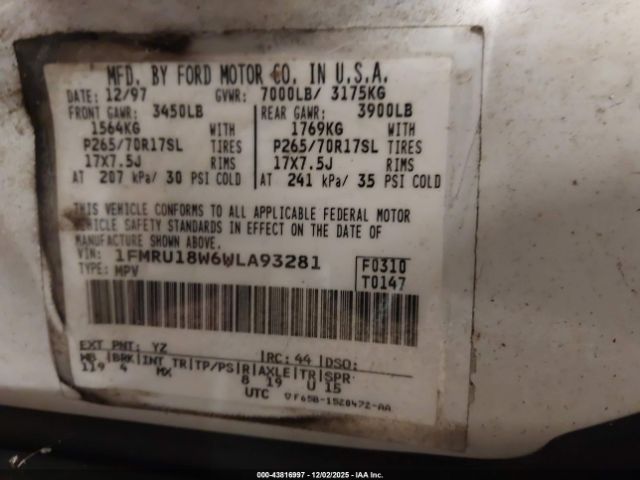 MFD. BY FORD MOTOR CO. IN U.S.A.
DATE: 12/97 GVWR: 7000LB/ 3175KG
FRONT GAWR: 3450LB REAR GAWR: 3900LB
1564KG WITH 1769KG WITH
P265/70R17SL TIRES P265/70R17SL TIRES
17X7.5J RIMS 17X7.5J RIMS
AT 207 kPa/ 30 PSI COLD AT 241 kPa/ 35 PSI COLD
THIS VEHICLE CONFORMS TO ALL APPLICABLE FEDERAL MOTOR
VEHICLE SAFETY STANDARDS IN EFFECT ON THE DATE OF
MANUFACTURE SHOWN ABOVE.
VIN: 1FMRU18W6WLA93281 F0310
TYPE: MPV T0147
EXT PNT: YZ RC: 44 DSO:
WB BRK INT TR TP/PS R AXLE TR SPR
119 4 MX 8 19 U 15
UTC F65B-1520472-AA
000-43816997 - 12/02/2025 - IAA Inc.